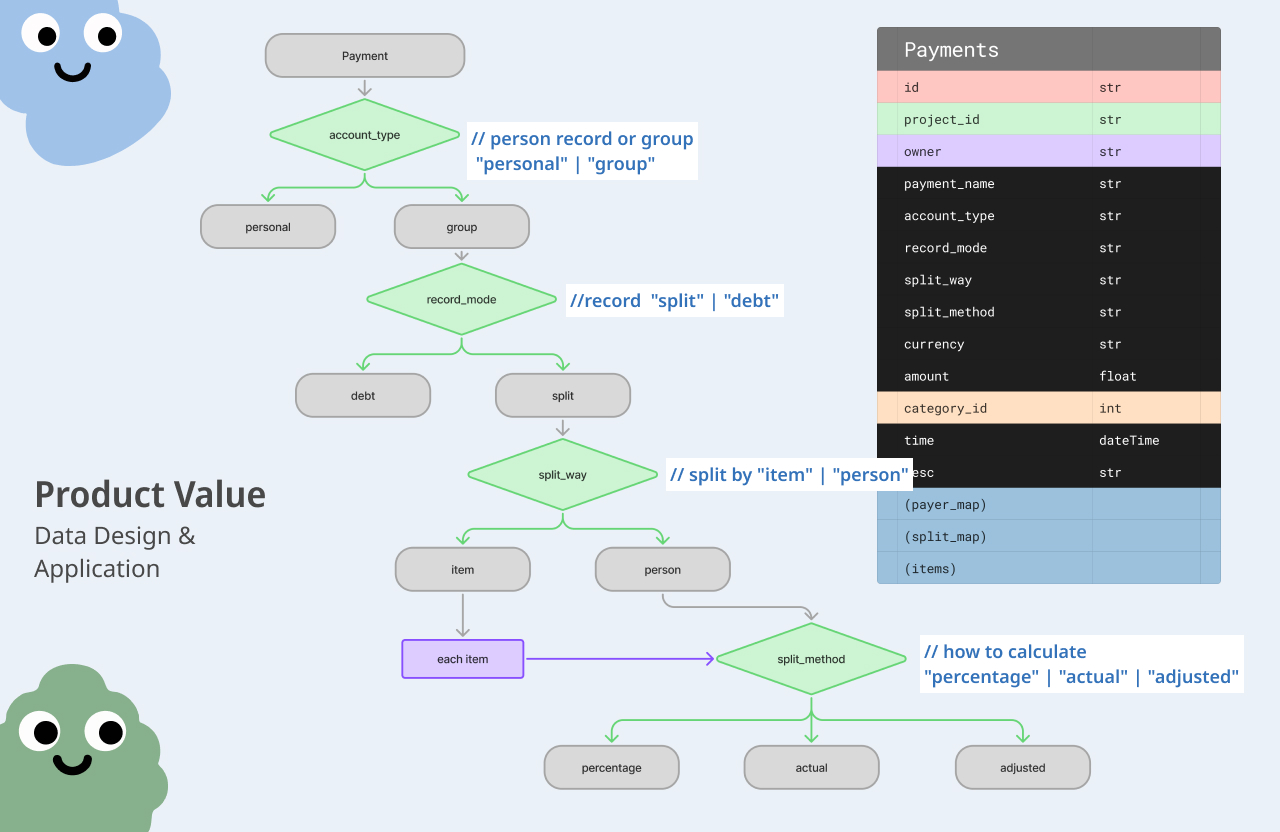 Payment
account_type
// person record or group
"personal" | "group"
personal
group
record_mode
//record "split" | "debt"
debt
split
split_way
// split by "item" | "person"
item
person
each item
split_method
// how to calculate
"percentage" | "actual" | "adjusted"
percentage
actual
adjusted
Product Value
Data Design &
Application
Payments
id str
project_id str
owner str
payment_name str
account_type str
record_mode str
split_way str
split_method str
currency str
amount float
category_id int
time dateTime
esc str
(payer_map)
(split_map)
(items)